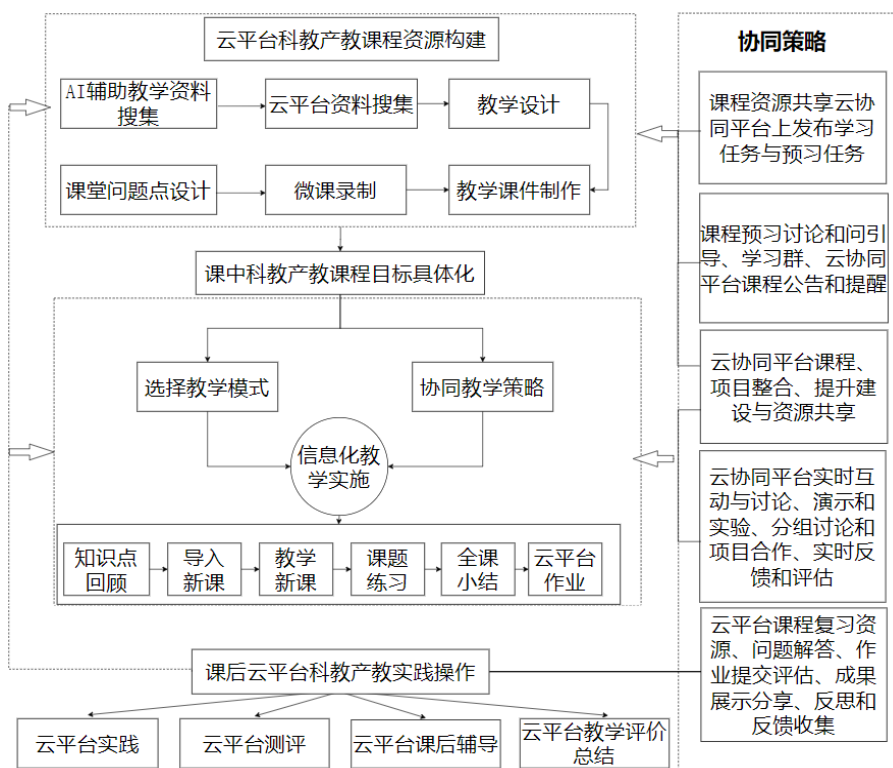 云平台科教产教课程资源构建
AI辅助教学资料
搜集
云平台资料搜集
教学设计
课堂问题点设计
微课录制
教学课件制作
课中科教产教课程目标具体化
选择教学模式
协同教学策略
信息化教
学实施
知识点
回顾
导入
新课
教学
新课
课题
练习
全课
小结
云平台
作业
课后云平台科教产教实践操作
云平台实践
云平台测评
云平台课后辅导
云平台教学评价
总结
协同策略
课程资源共享云协
同平台上发布学习
任务与预习任务
课程预习讨论和问引
导、学习群、云协同
平台课程公告和提醒
云协同平台课程、
项目整合、提升建
设与资源共享
云协同平台实时互
动与讨论、演示和
实验、分组讨论和
项目合作、实时反
馈和评估
云平台课程复习资
源、问题解答、作
业提交评估、成果
展示分享、反思和
反馈收集